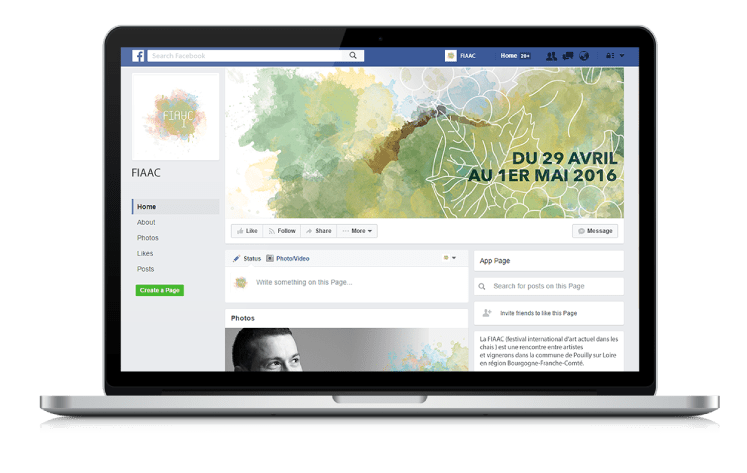 Search Facebook
FIAAC
Home 20+
FIAAC
FIAAC
DU 29 AVRIL
AU 1ER MAI 2016
Like
Follow
Share
More
Message
Home
About
Photos
Likes
Posts
Create a Page
Status
Photo/Video
Write something on this Page...
Photos
App Page
Search for posts on this Page
Invite friends to like this Page
La FIAAC (festival international d'art actuel dans les
chais ) est une rencontre entre artistes
et vignerons dans la commune de Pouilly sur Loire
en région Bourgogne-Franche-Comté.